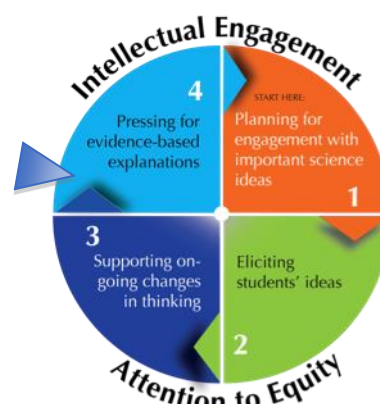 Intellectual Engagement
4
Pressing for
evidence-based
explanations
START HERE:
Planning for
engagement with
important science
ideas
1
3
Supporting on-
going changes
in thinking
Eliciting
students' ideas
2
Attention to Equity